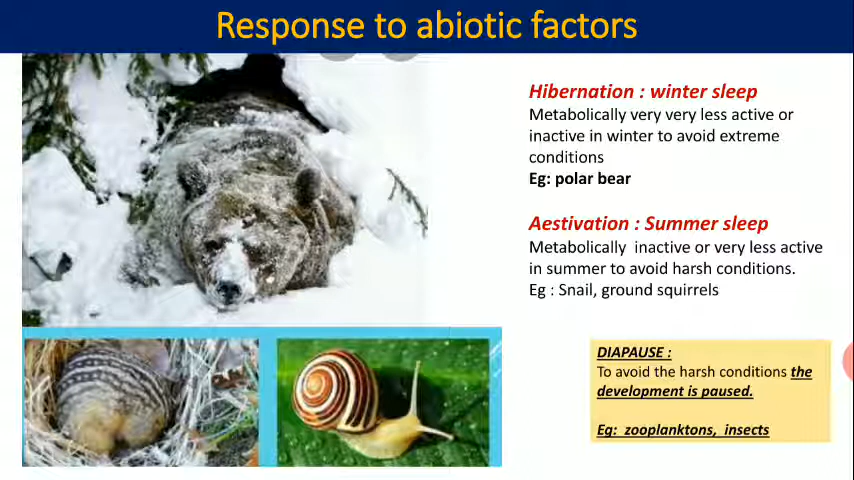 Response to abiotic factors
Hibernation : winter sleep
Metabolically very very less active or
inactive in winter to avoid extreme
conditions
Eg: polar bear
Aestivation : Summer sleep
Metabolically inactive or very less active
in summer to avoid harsh conditions.
Eg : Snail, ground squirrels
DIAPAUSE :
To avoid the harsh conditions the
development is paused.
Eg: zooplanktons, insects